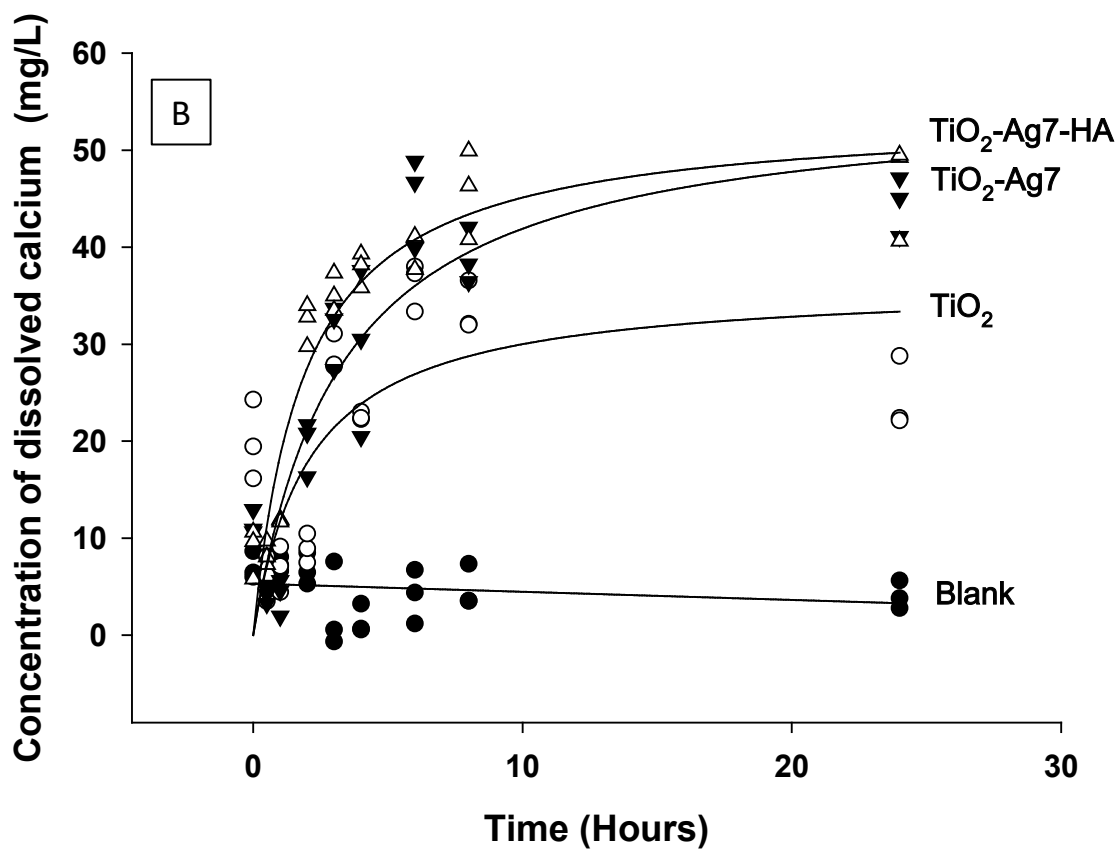 Concentration of dissolved calcium (mg/L)
60
50
40
30
20
10
0
B
TiO₂-Ag7-HA
TiO₂-Ag7
TiO₂
Blank
0 10 20 30
Time (Hours)